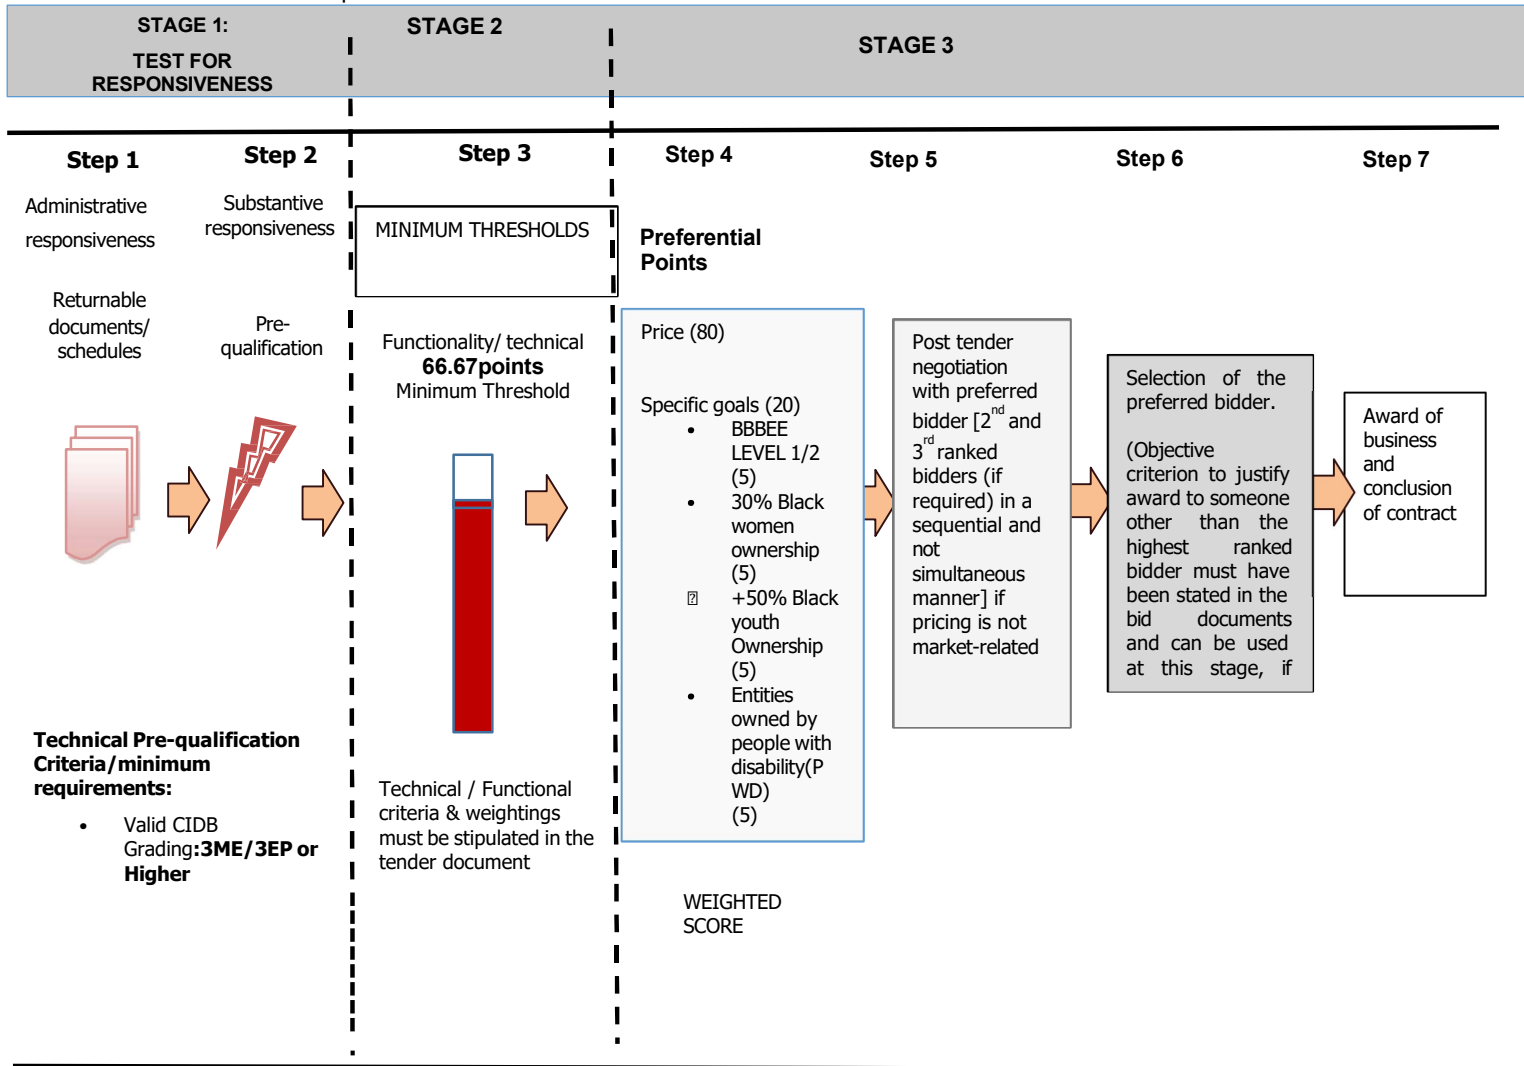 STAGE 1:
TEST FOR
RESPONSIVENESS
STAGE 2
STAGE 3
Step 1
Step 2
Step 3
Step 4
Step 5
Step 6
Step 7
Administrative
responsiveness
Returnable
documents/
schedules
Substantive
responsiveness
Pre-
qualification
Technical Pre-qualification
Criteria/minimum
requirements:
• Valid CIDB
Grading:3ME/3EP or
Higher
MINIMUM THRESHOLDS
Functionality/ technical
66.67points
Minimum Threshold
Technical / Functional
criteria & weightings
must be stipulated in the
tender document
Preferential
Points
Price (80)
Specific goals (20)
• BBBEE
LEVEL 1/2
(5)
• 30% Black
women
ownership
(5)
⍰ +50% Black
youth
Ownership
(5)
• Entities
owned by
people with
disability(P
WD)
(5)
WEIGHTED
SCORE
Post tender
negotiation
with preferred
bidder [2nd and
3rd ranked
bidders (if
required) in a
sequential and
not
simultaneous
manner] if
pricing is not
market-related
Selection of the
preferred bidder.
(Objective
criterion to justify
award to someone
other than the
highest ranked
bidder must have
been stated in the
bid documents
and can be used
at this stage, if
Award of
business
and
conclusion
of contract